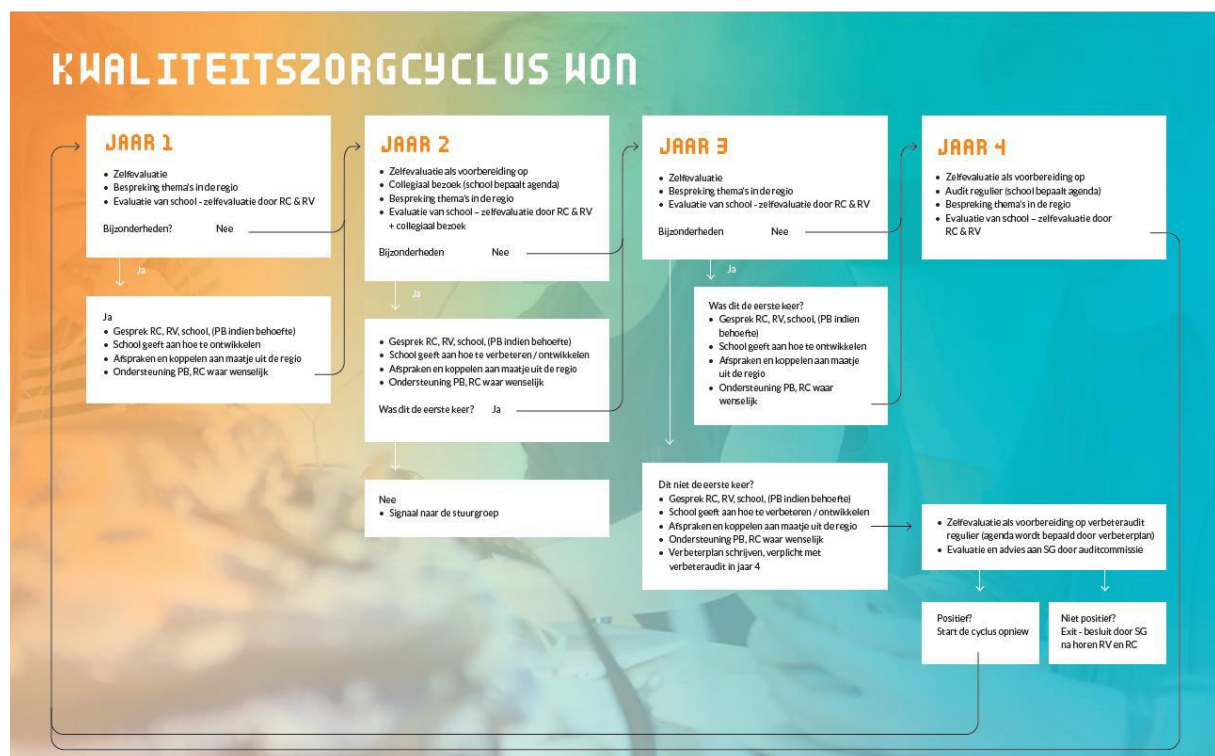 KWALITEITSZORGCYCLUS WON
JAAR 1
• Zelfevaluatie
• Bespreking thema's in de regio
• Evaluatie van school - zelfevaluatie door RC & RV
Bijzonderheden? Nee
Ja
Ja
• Gesprek RC, RV, school, (PB indien behoefte)
• School geeft aan hoe te ontwikkelen
• Afspraken en koppelen aan maatje uit de regio
• Ondersteuning PB, RC waar wenselijk
JAAR 2
• Zelfevaluatie als voorbereiding op
• Collegiaal bezoek (school bepaalt agenda)
• Bespreking thema's in de regio
• Evaluatie van school – zelfevaluatie door RC & RV
+ collegiaal bezoek
Bijzonderheden Nee
Ja
• Gesprek RC, RV, school, (PB indien behoefte)
• School geeft aan hoe te verbeteren / ontwikkelen
• Afspraken en koppelen aan maatje uit de regio
• Ondersteuning PB, RC waar wenselijk
Was dit de eerste keer? Ja
Nee
• Signaal naar de stuurgroep
JAAR 3
• Zelfevaluatie
• Bespreking thema's in de regio
• Evaluatie van school - zelfevaluatie door RC & RV
Bijzonderheden Nee
Ja
Was dit de eerste keer?
• Gesprek RC, RV, school, (PB indien
behoefte)
• School geeft aan hoe te ontwikkelen
• Afspraken en koppelen aan maatje
uit de regio
• Ondersteuning PB, RC waar
wenselijk
Dit niet de eerste keer?
• Gesprek RC, RV, school, (PB indien behoefte)
• School geeft aan hoe te verbeteren / ontwikkelen
• Afspraken en koppelen aan maatje uit de regio
• Ondersteuning PB, RC waar wenselijk
• Verbeterplan schrijven, verplicht met
verbeteraudit in jaar 4
JAAR 4
• Zelfevaluatie als voorbereiding op
• Audit regulier (school bepaalt agenda)
• Bespreking thema's in de regio
• Evaluatie van school – zelfevaluatie door
RC & RV
• Zelfevaluatie als voorbereiding op verbeteraudit
regulier (agenda wordt bepaald door verbeterplan)
• Evaluatie en advies aan SG door auditcommissie
Positief?
Start de cyclus opniew
Niet positief?
Exit - besluit door SG
na horen RV en RC